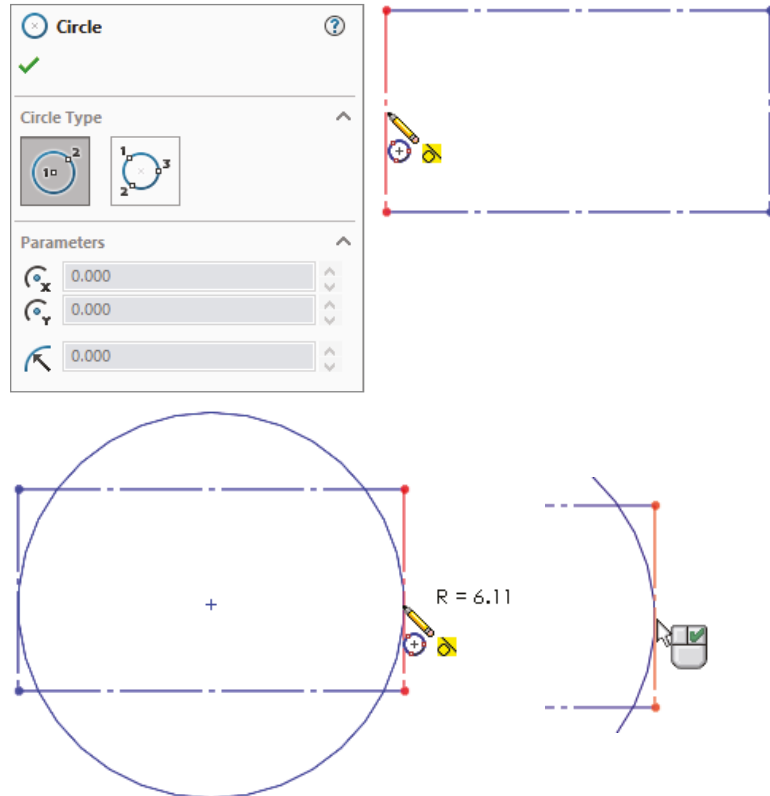 Circle
?
Circle Type
1 2
1 2 3
Parameters
X 0.000
Y 0.000
0.000
R = 6.11